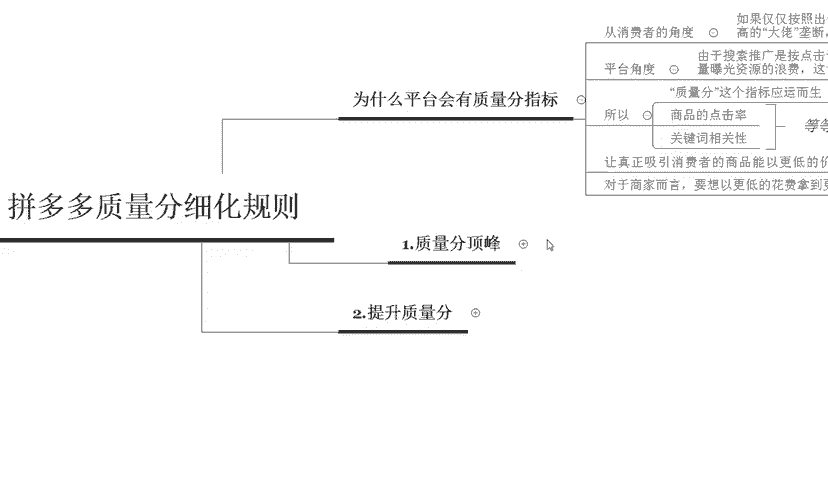 拼多多质量分细化规则
为什么平台会有质量分指标
从消费者的角度
如果仅仅按照出
高的“大佬”垄断，
平台角度
由于搜索推广是按点击
量曝光资源的浪费，这
所以
“质量分”这个指标应运而生
商品的点击率
关键词相关性
等等
让真正吸引消费者的商品能以更低的价
对于商家而言，要想以更低的花费拿到更
1.质量分顶峰
2.提升质量分